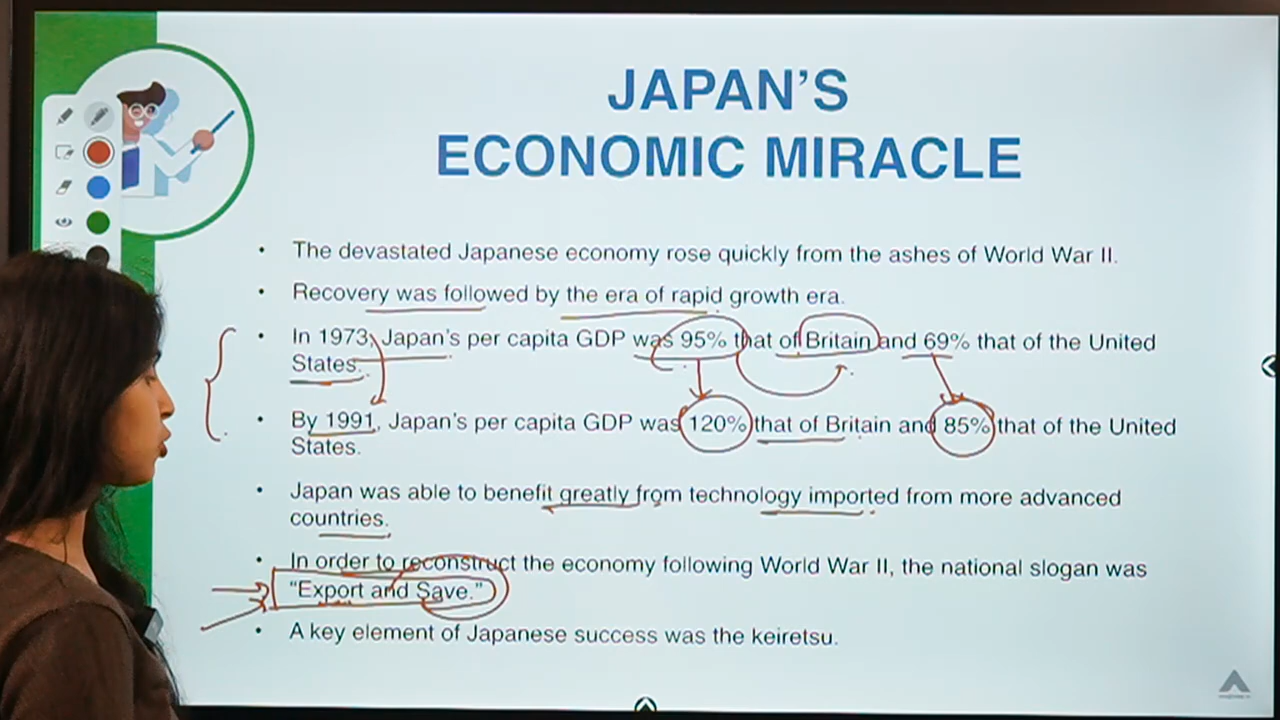 JAPAN'S
ECONOMIC MIRACLE
• The devastated Japanese economy rose quickly from the ashes of World War II.
• Recovery was followed by the era of rapid growth era.
• In 1973, Japan's per capita GDP was 95% that of Britain and 69% that of the United
States.
• By 1991, Japan's per capita GDP was 120% that of Britain and 85% that of the United
States.
• Japan was able to benefit greatly from technology imported from more advanced
countries.
• In order to reconstruct the economy following World War II, the national slogan was
"Export and Save."
• A key element of Japanese success was the keiretsu.